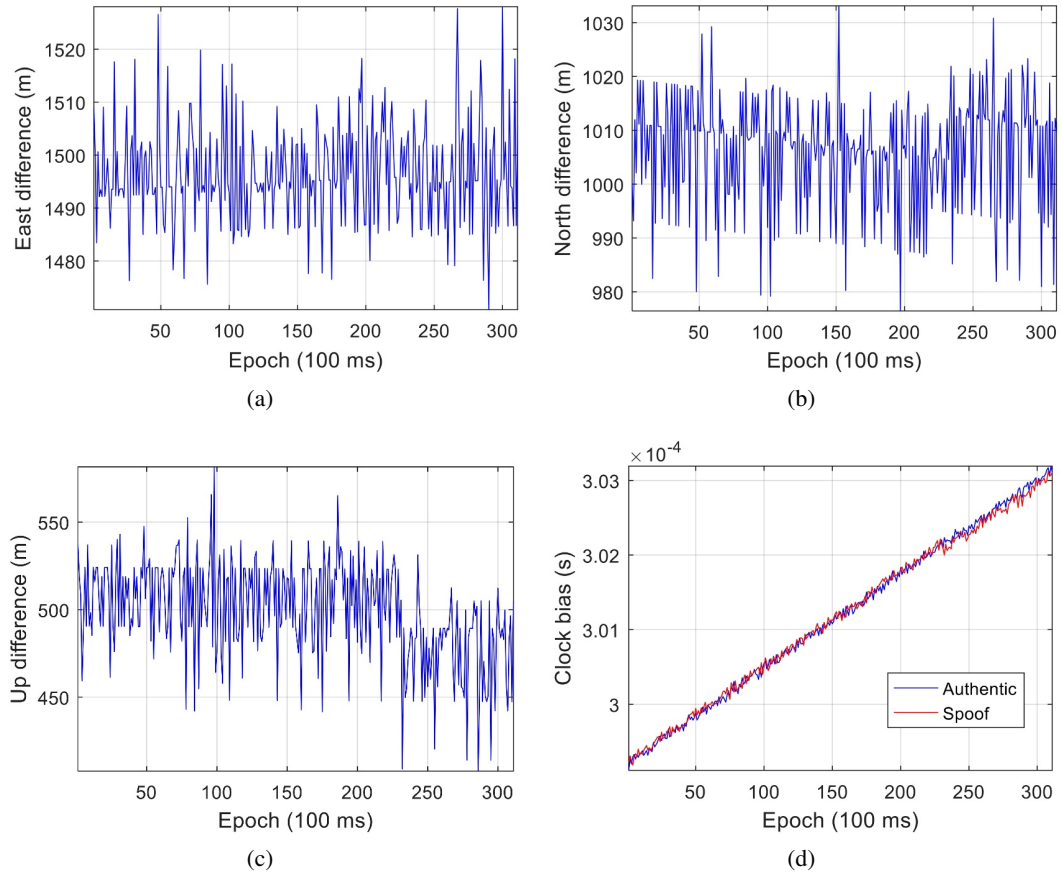 1520
1510
1500
1490
1480
East difference (m)
50 100 150 200 250 300
Epoch (100 ms)
(a)
1030
1020
1010
1000
990
980
North difference (m)
50 100 150 200 250 300
Epoch (100 ms)
(b)
550
500
450
Up difference (m)
50 100 150 200 250 300
Epoch (100 ms)
(c)
×10^-4
3.03
3.02
3.01
3
Clock bias (s)
Authentic
Spoof
50 100 150 200 250 300
Epoch (100 ms)
(d)